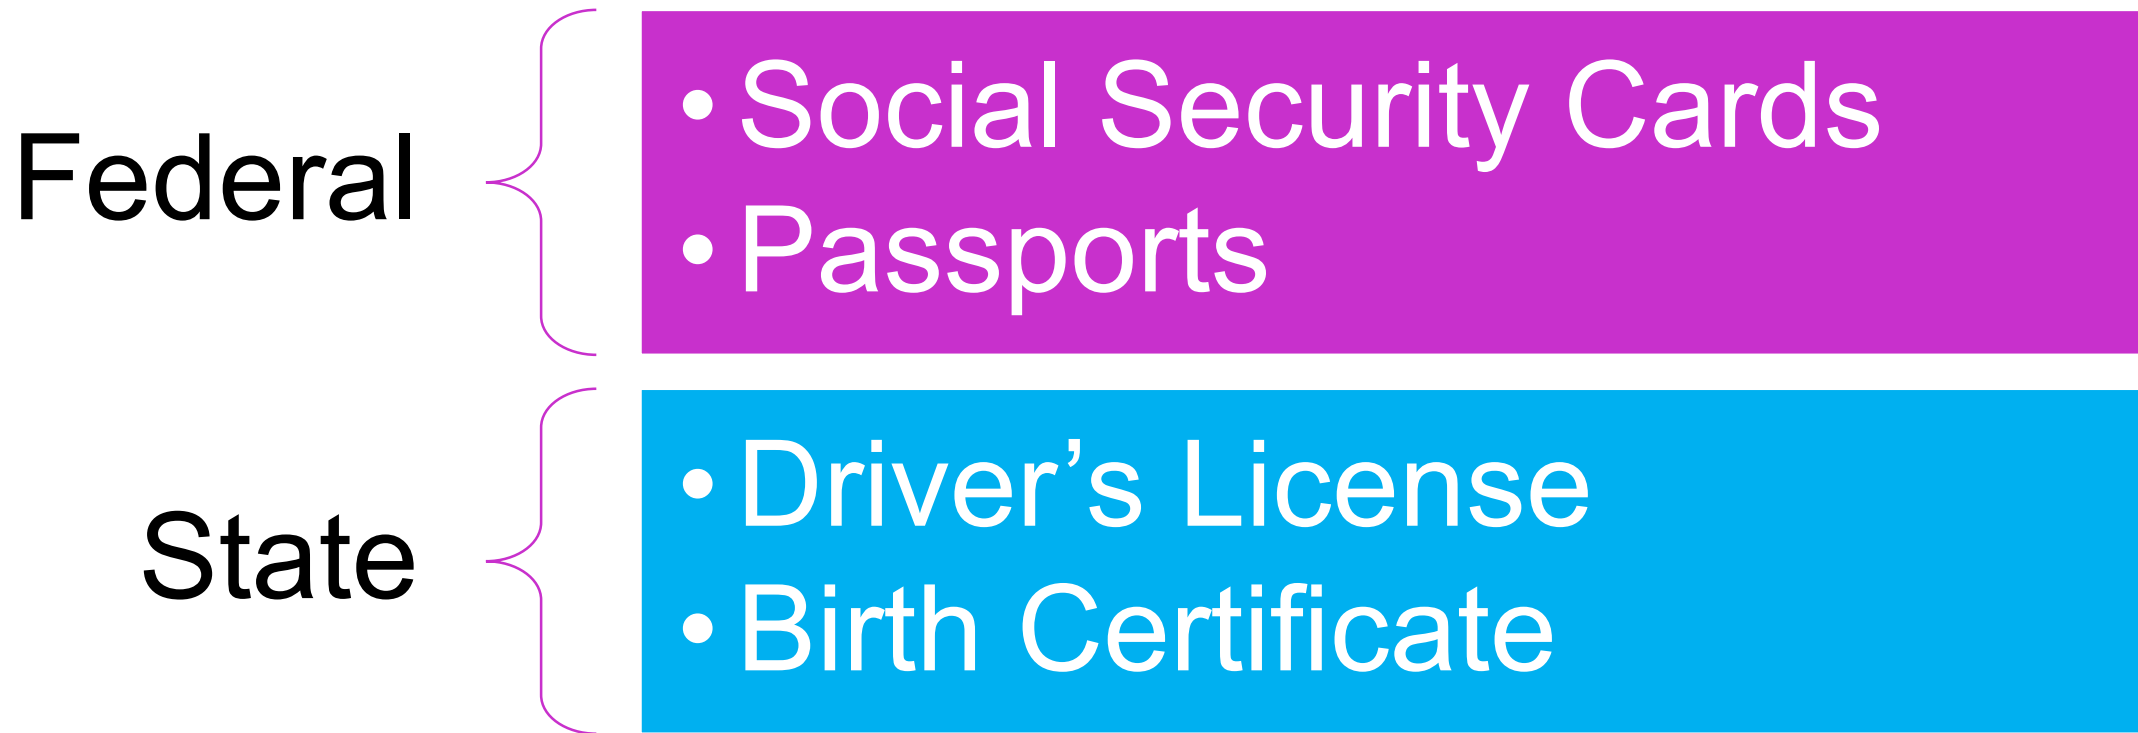 Federal
• Social Security Cards
• Passports
State
• Driver’s License
• Birth Certificate